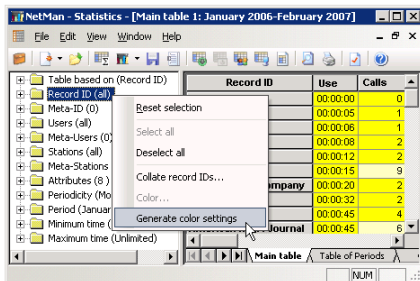 NetMan - Statistics - [Main table 1: January 2006-February 2007]
File Edit View Window Help
Table based on (Record ID)
Record ID (all)
Meta-ID (0)
Users (all)
Meta-Users (0)
Stations (all)
Meta-Stations
Attributes (8 )
Periodicity (Mo
Period (Januar
Minimum time (
Maximum time (Unlimited)
Reset selection
Select all
Deselect all
Collate record IDs...
Color...
Generate color settings
Record ID Use Calls
00:00:00 0
00:00:05 1
00:00:06 1
00:00:08 2
00:00:12 2
00:00:15 9
mpany 00:00:20 2
00:00:32 2
00:00:45 4
Journal 00:00:45 6
Main table Table of Periods
NUM